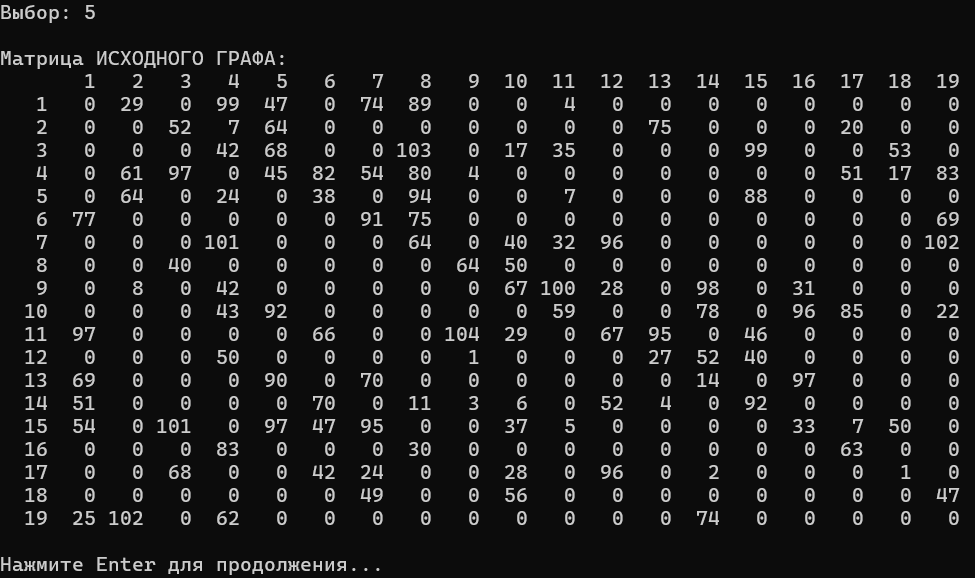 Выбор: 5
Матрица ИСХОДНОГО ГРАФА:
1 2 3 4 5 6 7 8 9 10 11 12 13 14 15 16 17 18 19
1 0 29 0 99 47 0 74 89 0 0 4 0 0 0 0 0 0 0 0
2 0 0 52 7 64 0 0 0 0 0 0 0 75 0 0 0 20 0 0
3 0 0 0 42 68 0 0 103 0 17 35 0 0 0 99 0 0 53 0
4 0 61 97 0 45 82 54 80 4 0 0 0 0 0 0 0 51 17 83
5 0 64 0 24 0 38 0 94 0 0 7 0 0 0 88 0 0 0 0
6 77 0 0 0 0 0 91 75 0 0 0 0 0 0 0 0 0 0 69
7 0 0 0 101 0 0 0 64 0 40 32 96 0 0 0 0 0 0 102
8 0 0 40 0 0 0 0 0 64 50 0 0 0 0 0 0 0 0 0
9 0 8 0 42 0 0 0 0 0 67 100 28 0 98 0 31 0 0 0
10 0 0 0 43 92 0 0 0 0 0 59 0 0 78 0 96 85 0 22
11 97 0 0 0 0 66 0 0 104 29 0 67 95 0 46 0 0 0 0
12 0 0 0 50 0 0 0 0 1 0 0 0 27 52 40 0 0 0 0
13 69 0 0 0 90 0 70 0 0 0 0 0 0 14 0 97 0 0 0
14 51 0 0 0 0 70 0 11 3 6 0 52 4 0 92 0 0 0 0
15 54 0 101 0 97 47 95 0 0 37 5 0 0 0 0 33 7 50 0
16 0 0 0 83 0 0 0 30 0 0 0 0 0 0 0 0 63 0 0
17 0 0 68 0 0 42 24 0 0 28 0 96 0 2 0 0 0 1 0
18 0 0 0 0 0 0 49 0 0 56 0 0 0 0 0 0 0 0 47
19 25 102 0 62 0 0 0 0 0 0 0 0 0 74 0 0 0 0 0
Нажмите Enter для продолжения...